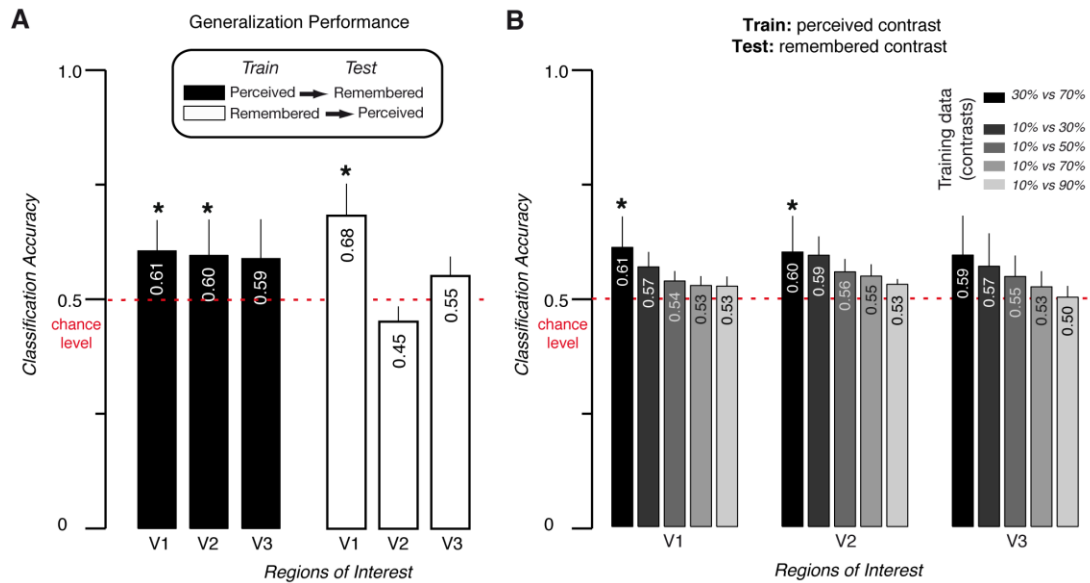 A
Generalization Performance
Train Test
Perceived Remembered
Remembered Perceived
1.0
0.5
0
Classification Accuracy
chance level
*
*
*
0.61
0.60
0.59
0.68
0.45
0.55
V1 V2 V3 V1 V2 V3
Regions of Interest
B
Train: perceived contrast
Test: remembered contrast
Training data
(contrasts)
30% vs 70%
10% vs 30%
10% vs 50%
10% vs 70%
10% vs 90%
1.0
0.5
0
Classification Accuracy
chance level
*
*
0.61
0.57
0.54
0.53
0.53
0.60
0.59
0.56
0.55
0.53
0.59
0.57
0.55
0.53
0.50
V1 V2 V3
Regions of Interest